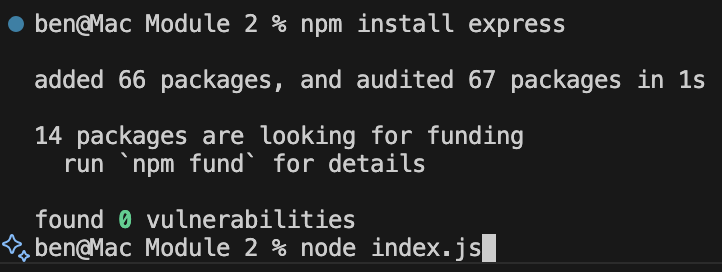 ben@Mac Module 2 % npm install express
added 66 packages, and audited 67 packages in 1s
14 packages are looking for funding
  run `npm fund` for details
found 0 vulnerabilities
ben@Mac Module 2 % node index.js